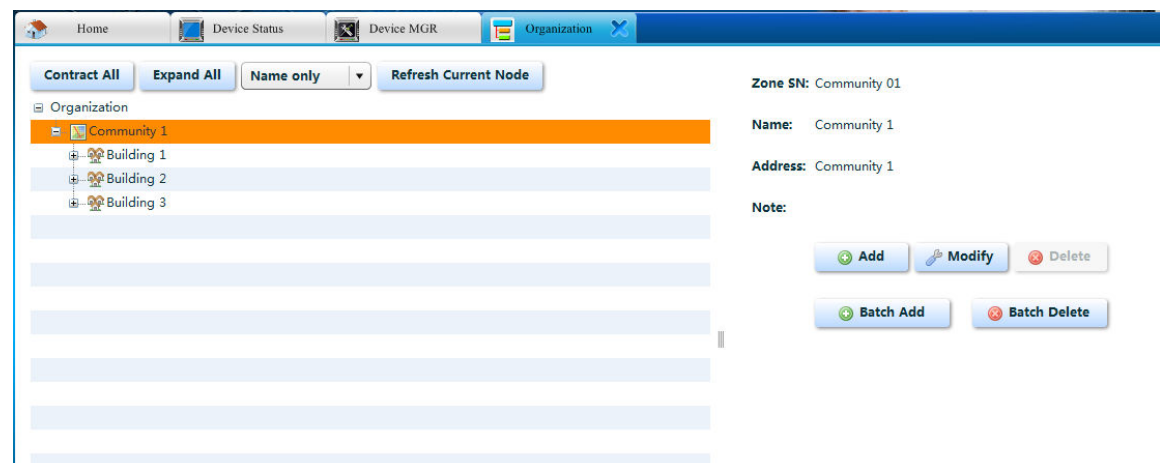 Home Device Status Device MGR Organization
Contract All Expand All Name only Refresh Current Node
Organization
Community 1
Building 1
Building 2
Building 3
Zone SN: Community 01
Name: Community 1
Address: Community 1
Note:
Add Modify Delete
Batch Add Batch Delete